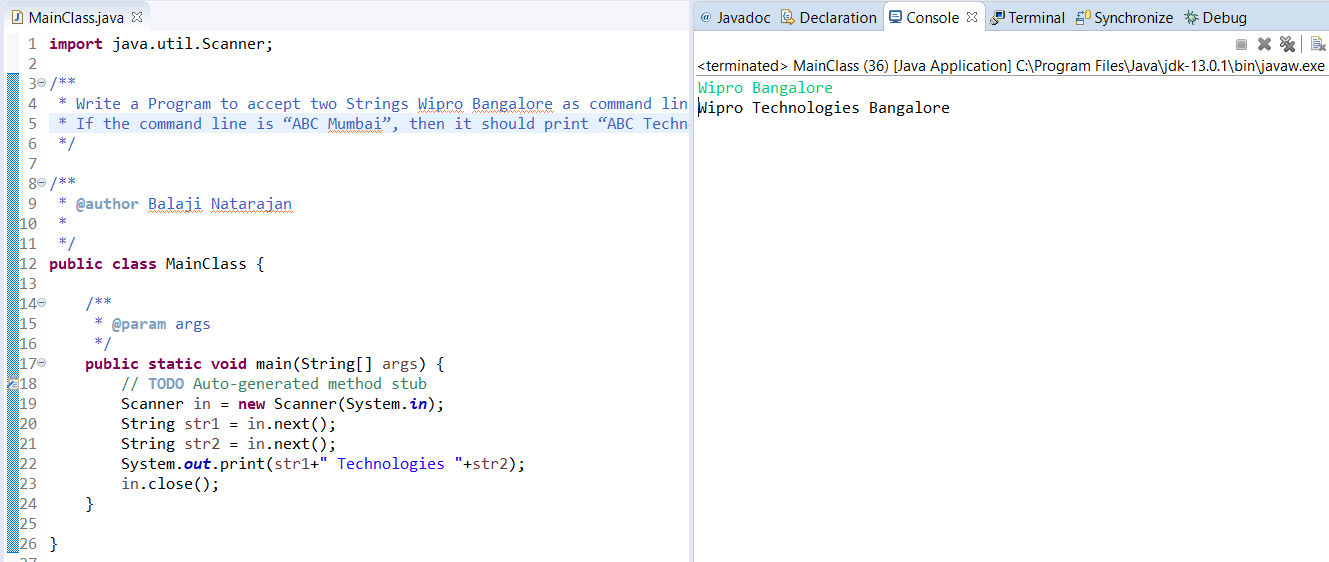 MainClass.java
1 import java.util.Scanner;
2
3 /**
4 * Write a Program to accept two Strings Wipro Bangalore as command lin
5 * If the command line is “ABC Mumbai”, then it should print “ABC Techn
6 */
7
8 /**
9 * @author Balaji Natarajan
10 *
11 */
12 public class MainClass {
13
14 /**
15 * @param args
16 */
17 public static void main(String[] args) {
18 // TODO Auto-generated method stub
19 Scanner in = new Scanner(System.in);
20 String str1 = in.next();
21 String str2 = in.next();
22 System.out.print(str1+" Technologies "+str2);
23 in.close();
24 }
25
26 }
27
@ Javadoc Declaration Console Terminal Synchronize Debug
<terminated> MainClass (36) [Java Application] C:\Program Files\Java\jdk-13.0.1\bin\javaw.exe
Wipro Bangalore
Wipro Technologies Bangalore